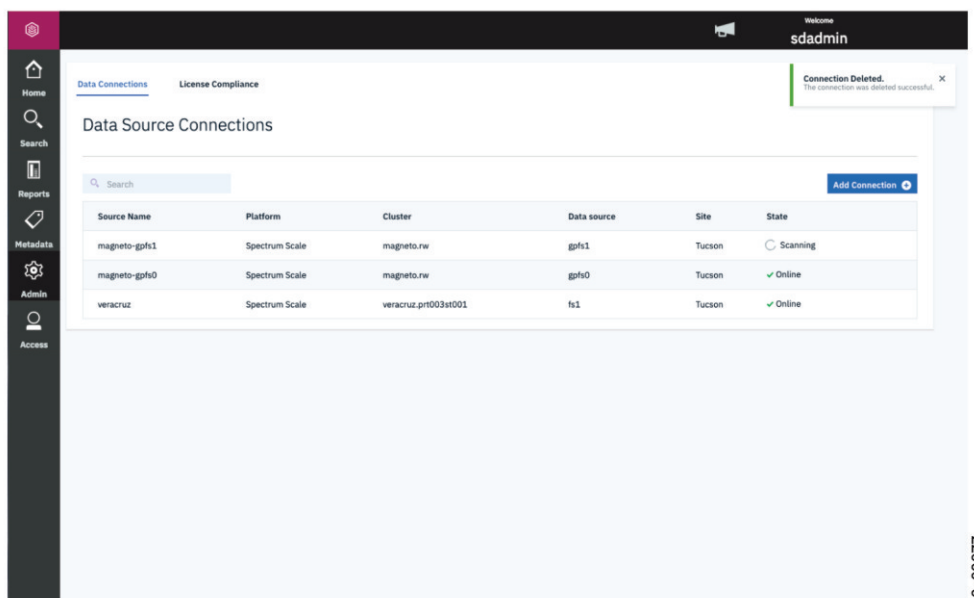 Welcome
sdadmin
Home
Search
Reports
Metadata
Admin
Access
Data Connections
License Compliance
Connection Deleted.
The connection was deleted successful.
Data Source Connections
Search
Add Connection
Source Name Platform Cluster Data source Site State
magneto-gpfs1 Spectrum Scale magneto.rw gpfs1 Tucson Scanning
magneto-gpfs0 Spectrum Scale magneto.rw gpfs0 Tucson Online
veracruz Spectrum Scale veracruz.prt003st001 fs1 Tucson Online